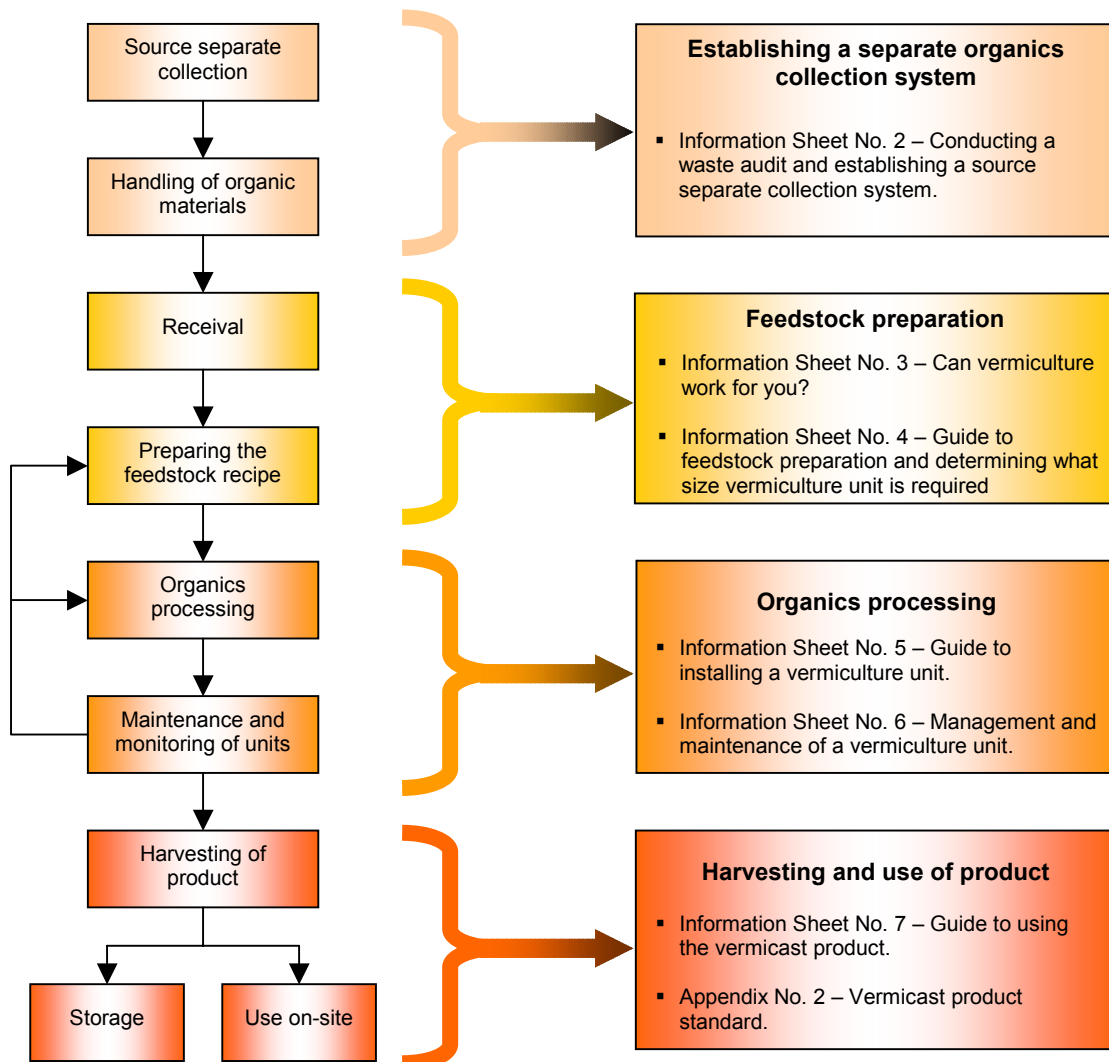 Source separate
collection
Handling of organic
materials
Receival
Preparing the
feedstock recipe
Organics
processing
Maintenance and
monitoring of units
Harvesting of
product
Storage
Use on-site
Establishing a separate organics
collection system
▪ Information Sheet No. 2 – Conducting a
waste audit and establishing a source
separate collection system.
Feedstock preparation
▪ Information Sheet No. 3 – Can vermiculture
work for you?
▪ Information Sheet No. 4 – Guide to
feedstock preparation and determining what
size vermiculture unit is required
Organics processing
▪ Information Sheet No. 5 – Guide to
installing a vermiculture unit.
▪ Information Sheet No. 6 – Management and
maintenance of a vermiculture unit.
Harvesting and use of product
▪ Information Sheet No. 7 – Guide to using
the vermicast product.
▪ Appendix No. 2 – Vermicast product
standard.